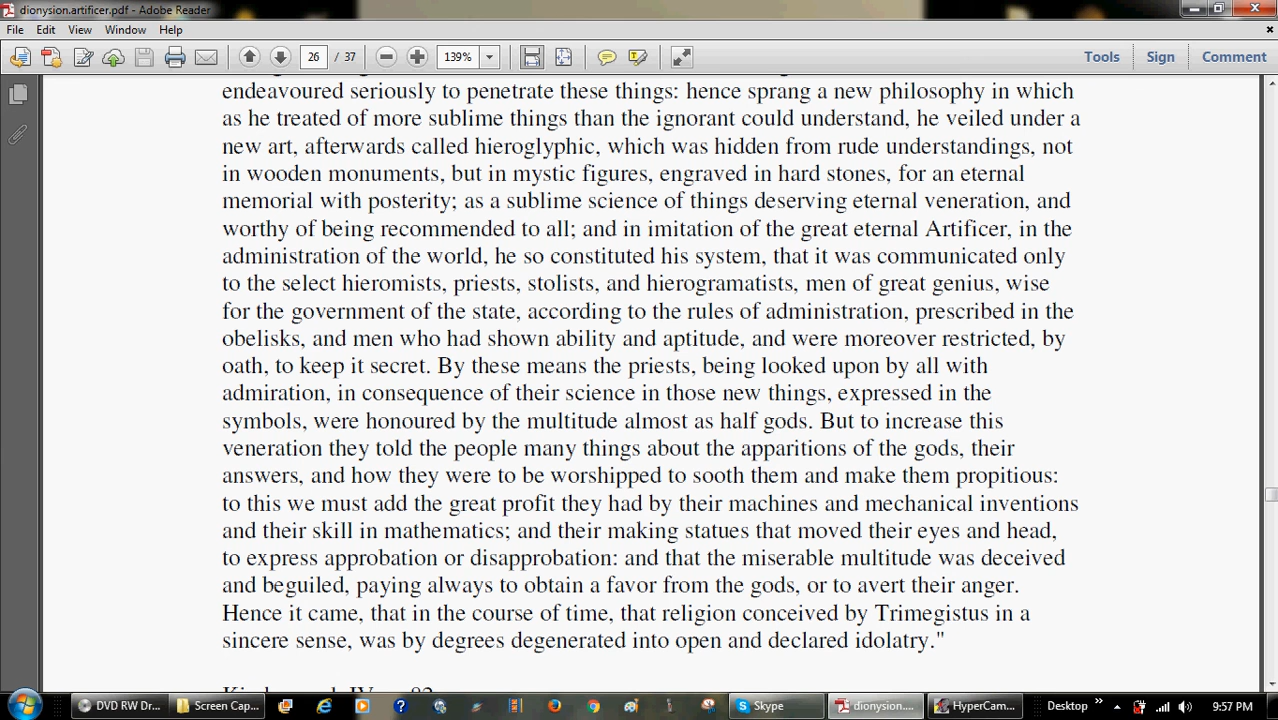 dionysion.artificer.pdf - Adobe Reader
File Edit View Window Help
26 / 37 139% Tools Sign Comment
endeavoured seriously to penetrate these things: hence sprang a new philosophy in which
as he treated of more sublime things than the ignorant could understand, he veiled under a
new art, afterwards called hieroglyphic, which was hidden from rude understandings, not
in wooden monuments, but in mystic figures, engraved in hard stones, for an eternal
memorial with posterity; as a sublime science of things deserving eternal veneration, and
worthy of being recommended to all; and in imitation of the great eternal Artificer, in the
administration of the world, he so constituted his system, that it was communicated only
to the select hieromists, priests, stolists, and hierogramatists, men of great genius, wise
for the government of the state, according to the rules of administration, prescribed in the
obelisks, and men who had shown ability and aptitude, and were moreover restricted, by
oath, to keep it secret. By these means the priests, being looked upon by all with
admiration, in consequence of their science in those new things, expressed in the
symbols, were honoured by the multitude almost as half gods. But to increase this
veneration they told the people many things about the apparitions of the gods, their
answers, and how they were to be worshipped to sooth them and make them propitious:
to this we must add the great profit they had by their machines and mechanical inventions
and their skill in mathematics; and their making statues that moved their eyes and head,
to express approbation or disapprobation: and that the miserable multitude was deceived
and beguiled, paying always to obtain a favor from the gods, or to avert their anger.
Hence it came, that in the course of time, that religion conceived by Trimegistus in a
sincere sense, was by degrees degenerated into open and declared idolatry."
DVD RW Dr... Screen Cap... Skype dionysion.... HyperCam... Desktop 9:57 PM